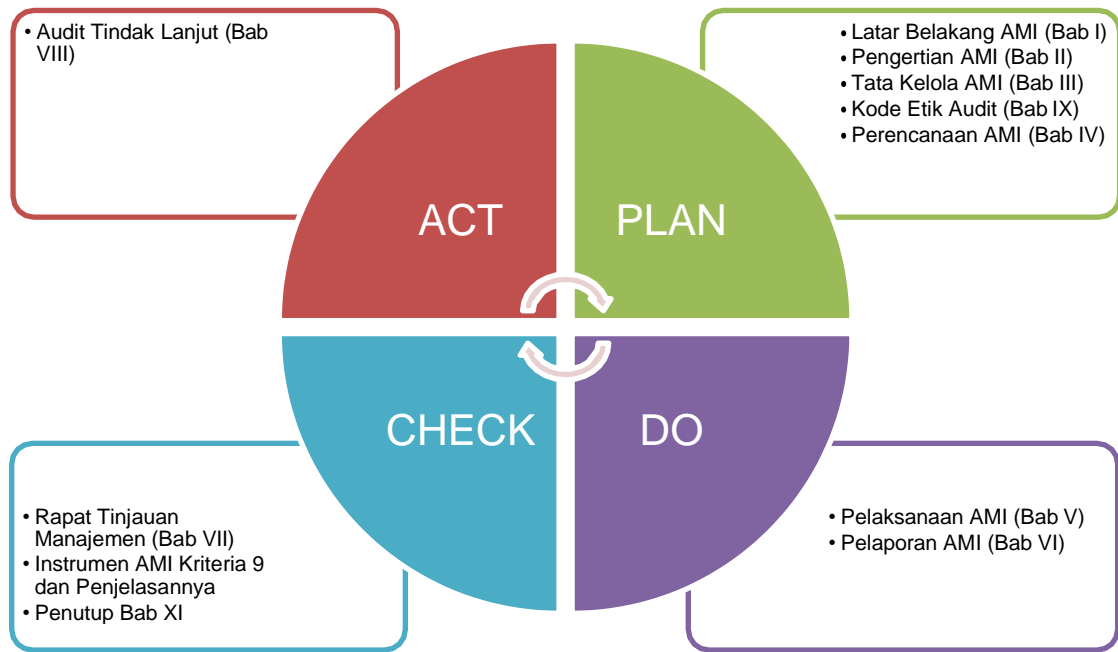 • Audit Tindak Lanjut (Bab
VIII)
• Latar Belakang AMI (Bab I)
• Pengertian AMI (Bab II)
• Tata Kelola AMI (Bab III)
• Kode Etik Audit (Bab IX)
• Perencanaan AMI (Bab IV)
ACT
PLAN
CHECK
DO
• Rapat Tinjauan
Manajemen (Bab VII)
• Instrumen AMI Kriteria 9
dan Penjelasannya
• Penutup Bab XI
• Pelaksanaan AMI (Bab V)
• Pelaporan AMI (Bab VI)